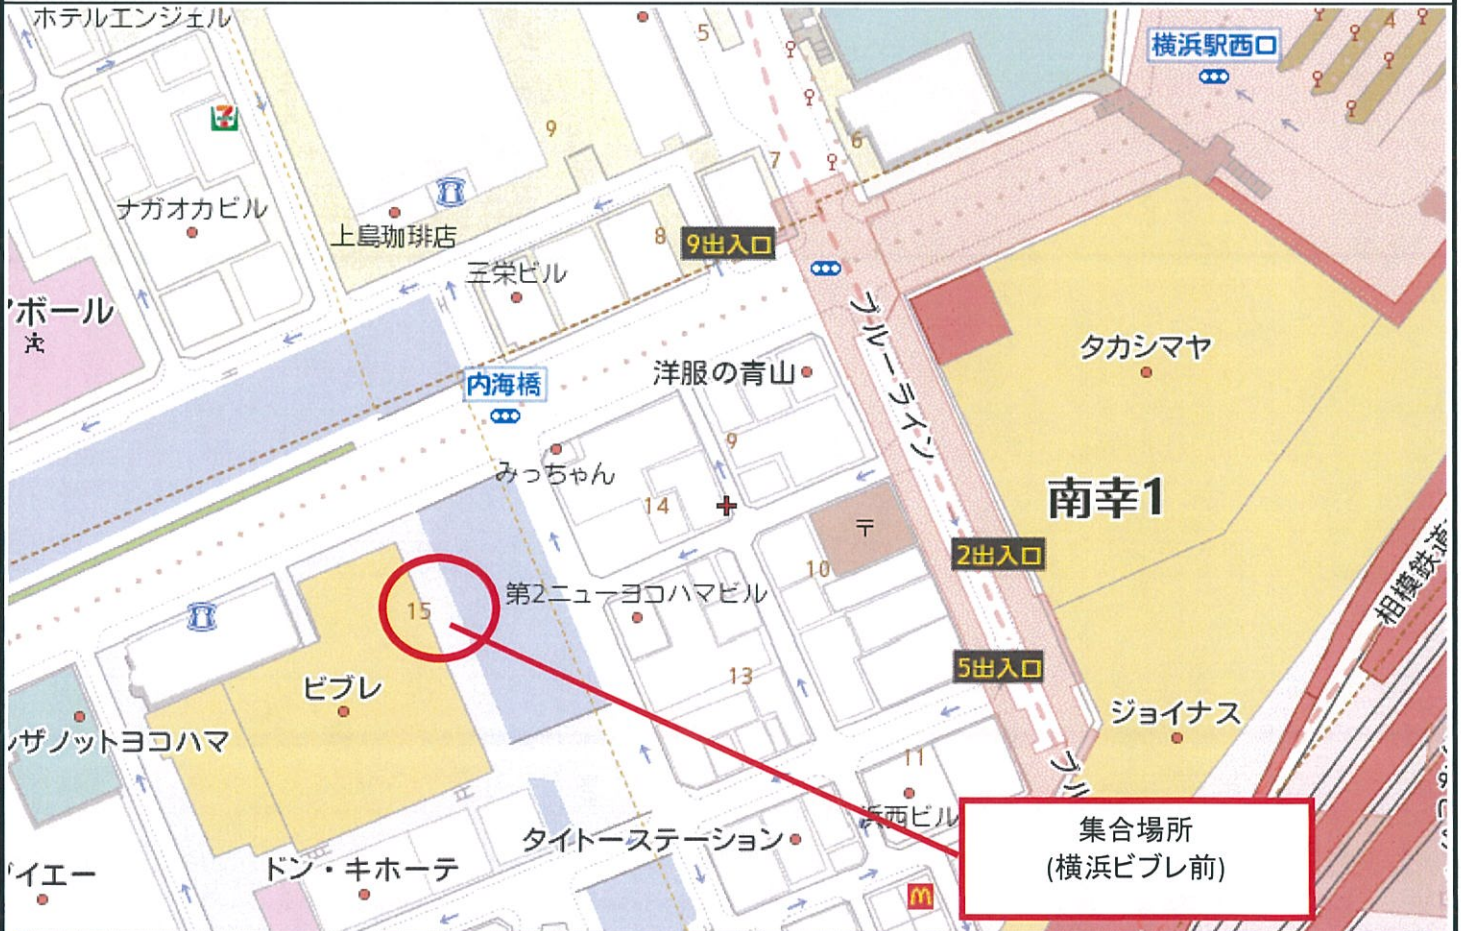 ホテルエンジェル
5
4
横浜駅西口
9
6
7
ナガオカビル
上島珈琲店
8
9出入口
三栄ビル
ボール
ブルーライン
タカシマヤ
洋服の青山
内海橋
9
みっちゃん
14
南幸1
〒
2出入口
10
相模鉄道
15
第2ニューヨコハマビル
5出入口
13
ビブレ
ジョイナス
ザノットヨコハマ
11
ブル
浜西ビル
集合場所
(横浜ビブレ前)
タイトーステーション
ドン・キホーテ
イエー